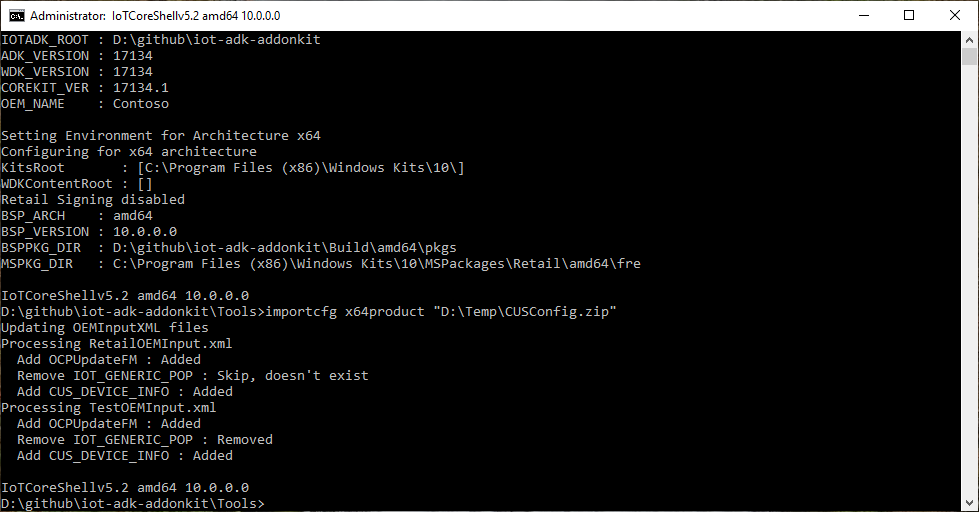 Administrator: IoTCoreShellv5.2 amd64 10.0.0.0
IOTADK_ROOT : D:\github\iot-adk-addonkit
ADK_VERSION : 17134
WDK_VERSION : 17134
COREKIT_VER : 17134.1
OEM_NAME    : Contoso
Setting Environment for Architecture x64
Configuring for x64 architecture
KitsRoot       : [C:\Program Files (x86)\Windows Kits\10\]
WDKContentRoot : []
Retail Signing disabled
BSP_ARCH    : amd64
BSP_VERSION : 10.0.0.0
BSPPKG_DIR  : D:\github\iot-adk-addonkit\Build\amd64\pkgs
MSPKG_DIR   : C:\Program Files (x86)\Windows Kits\10\MSPackages\Retail\amd64\fre
IoTCoreShellv5.2 amd64 10.0.0.0
D:\github\iot-adk-addonkit\Tools>importcfg x64product "D:\Temp\CUSConfig.zip"
Updating OEMInputXML files
Processing RetailOEMInput.xml
  Add OCPUpdateFM : Added
  Remove IOT_GENERIC_POP : Skip, doesn't exist
  Add CUS_DEVICE_INFO : Added
Processing TestOEMInput.xml
  Add OCPUpdateFM : Added
  Remove IOT_GENERIC_POP : Removed
  Add CUS_DEVICE_INFO : Added
IoTCoreShellv5.2 amd64 10.0.0.0
D:\github\iot-adk-addonkit\Tools>